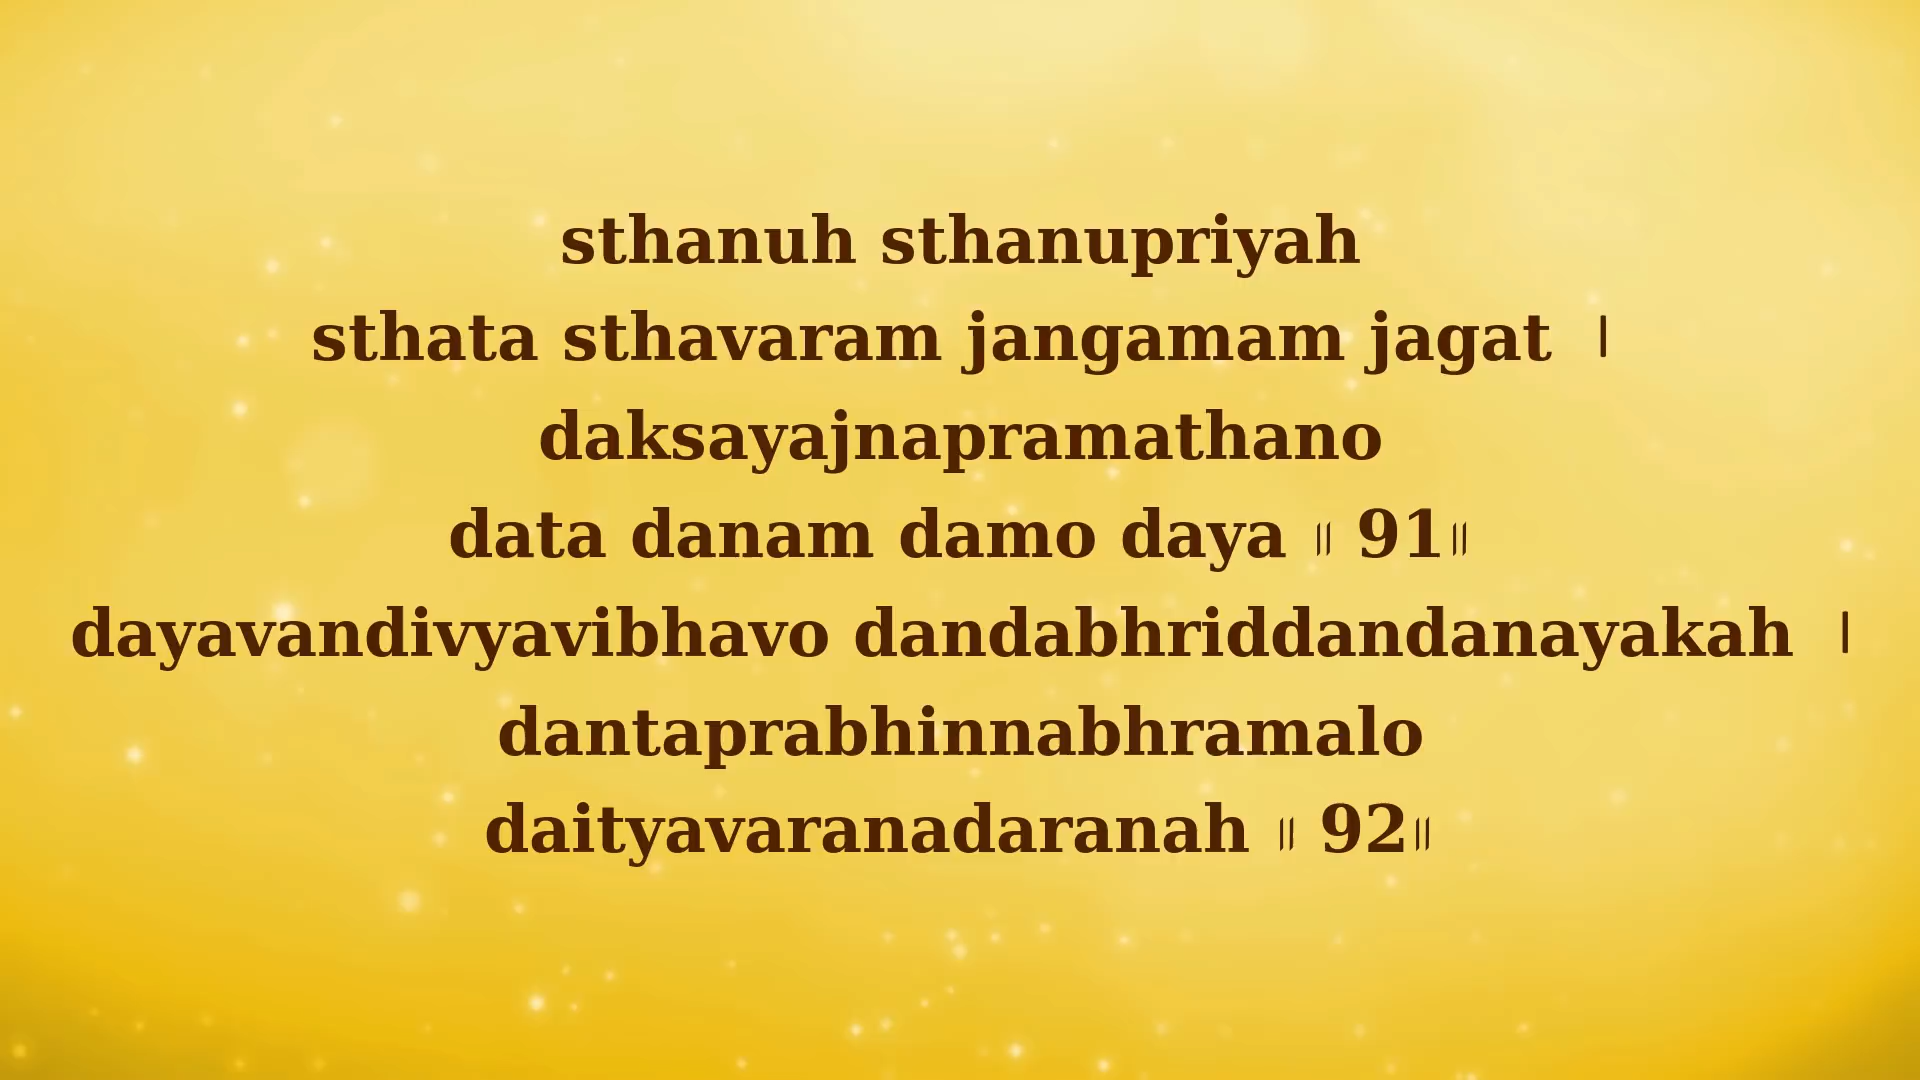 sthanuh sthanupriyah
sthata sthavaram jangamam jagat ।
daksayajnapramathano
data danam damo daya ॥ 91॥
dayavandivyavibhavo dandabhriddandanayakah ।
dantaprabhinnabhramalo
daityavaranadaranah ॥ 92॥